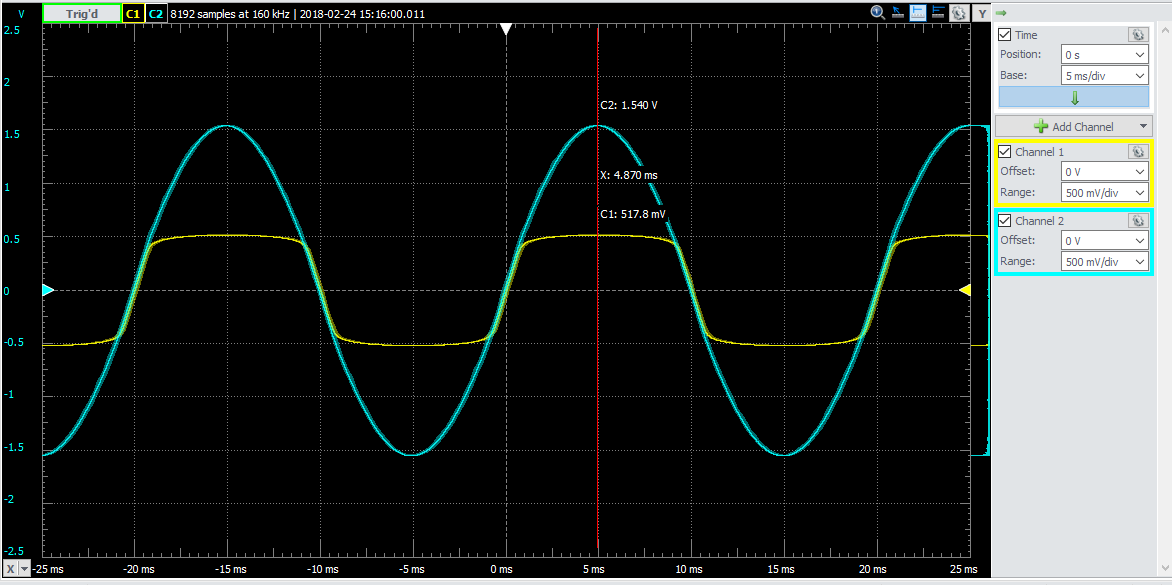 V Trig'd C1 C2 8192 samples at 160 kHz | 2018-02-24 15:16:00.011 Y
2.5
2
1.5
1
0.5
0
-0.5
-1
-1.5
-2
-2.5
C2: 1.540 V
X: 4.870 ms
C1: 517.8 mV
X -25 ms -20 ms -15 ms -10 ms -5 ms 0 ms 5 ms 10 ms 15 ms 20 ms 25 ms
Time
Position: 0 s
Base: 5 ms/div
Add Channel
Channel 1
Offset: 0 V
Range: 500 mV/div
Channel 2
Offset: 0 V
Range: 500 mV/div